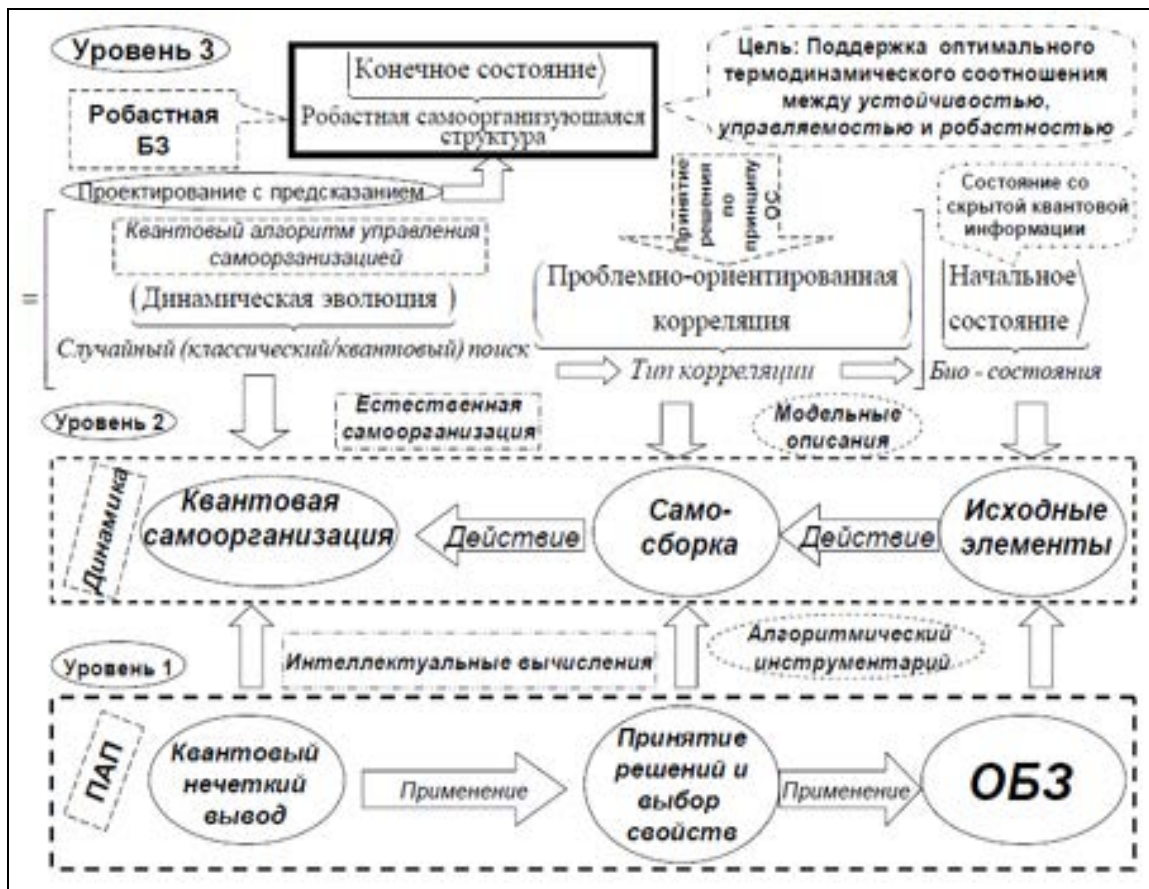 Уровень 3
|Конечное состояние⟩
Робастная самоорганизующаяся
структура
Цель: Поддержка оптимального
термодинамического соотношения
между устойчивостью,
управляемостью и робастностью
Робастная
БЗ
Проектирование с предсказанием
Принятие
решения
по
принципу
ОС
Состояние со
скрытой квантовой
информации
=
Квантовый алгоритм управления
самоорганизацией
(Динамическая эволюция)
Случайный (классический/квантовый) поиск
(Проблемно-ориентированная
корреляция)
Тип корреляции
|Начальное
состояние⟩
Био - состояния
Уровень 2
Естественная
самоорганизация
Модельные
описания
Динамика
Квантовая
самоорганизация
Действие
Само-
сборка
Действие
Исходные
элементы
Уровень 1
Интеллектуальные вычисления
Алгоритмический
инструментарий
ПАП
Квантовый
нечеткий
вывод
Применение
Принятие
решений и
выбор
свойств
Применение
ОБЗ